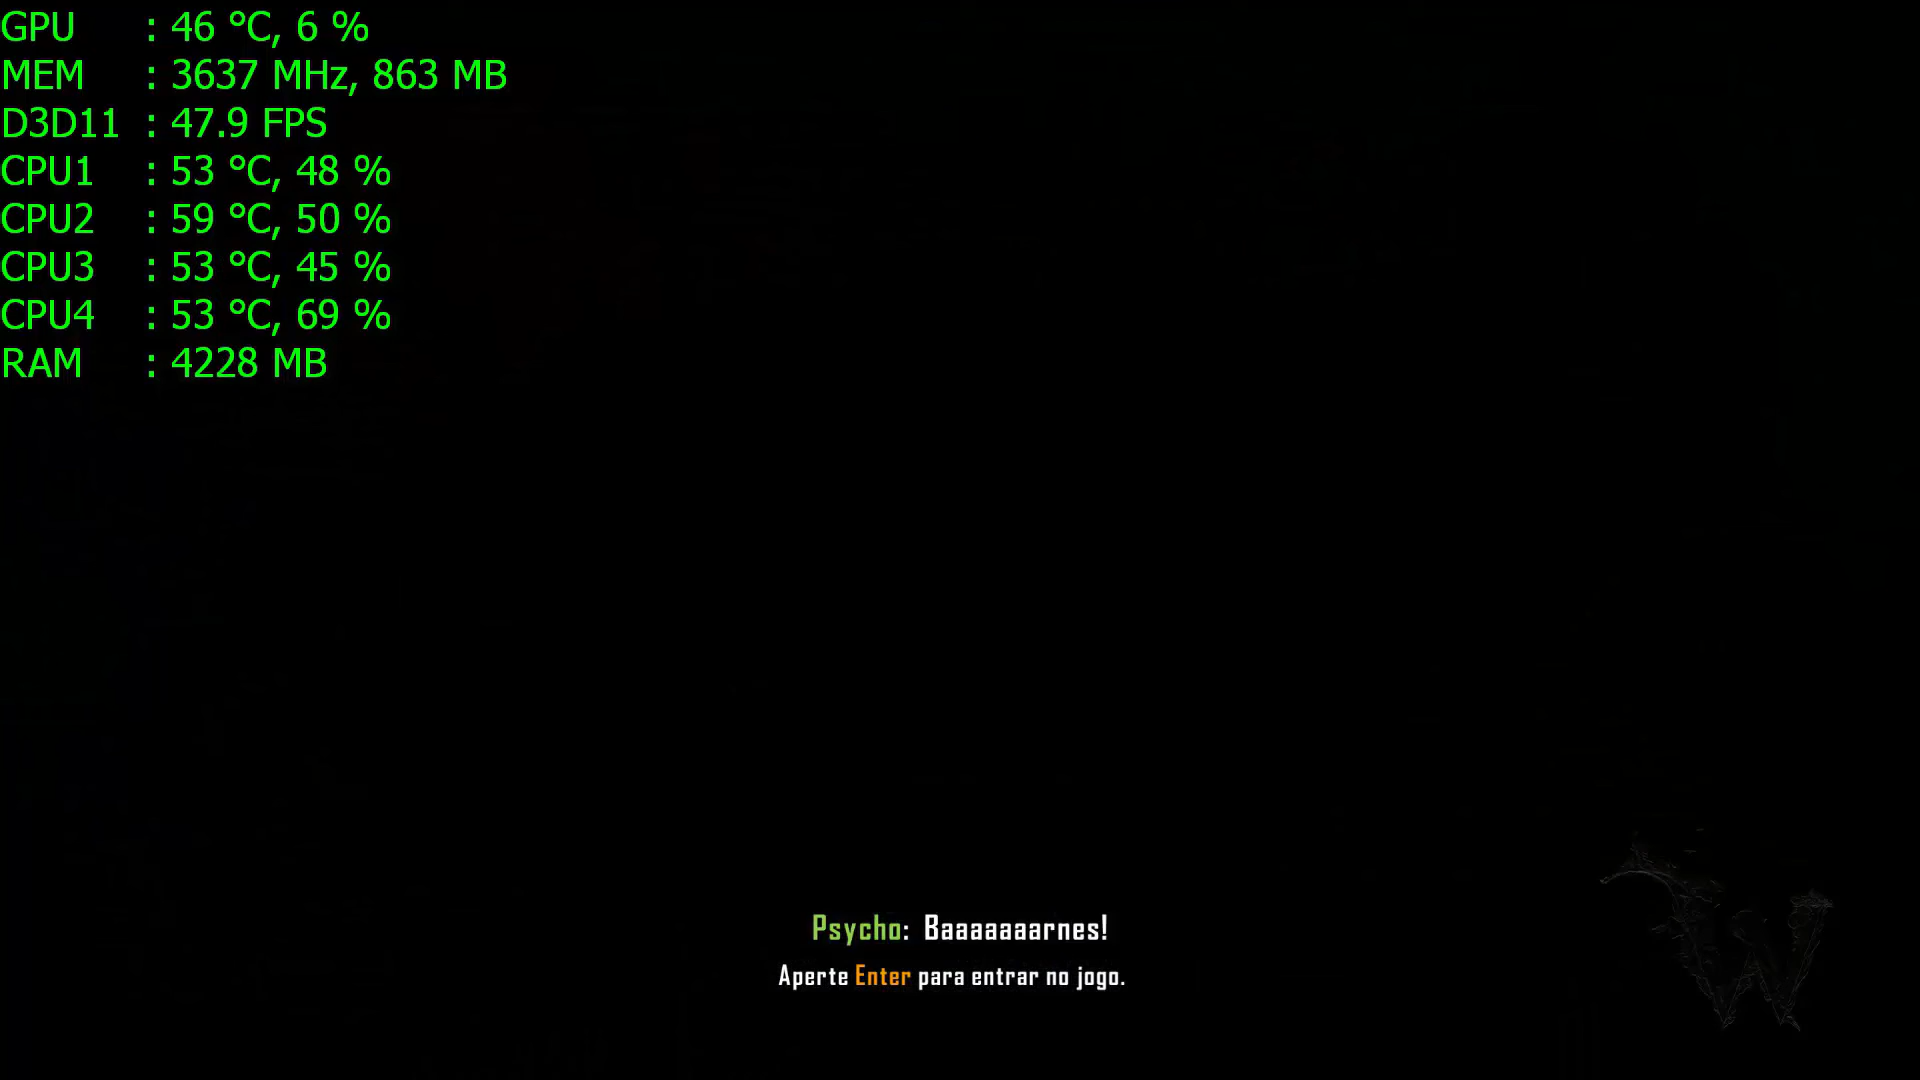 GPU : 46 °C, 6 %
MEM : 3637 MHz, 863 MB
D3D11 : 47.9 FPS
CPU1 : 53 °C, 48 %
CPU2 : 59 °C, 50 %
CPU3 : 53 °C, 45 %
CPU4 : 53 °C, 69 %
RAM : 4228 MB
Psycho: Baaaaaaarnes!
Aperte Enter para entrar no jogo.
W